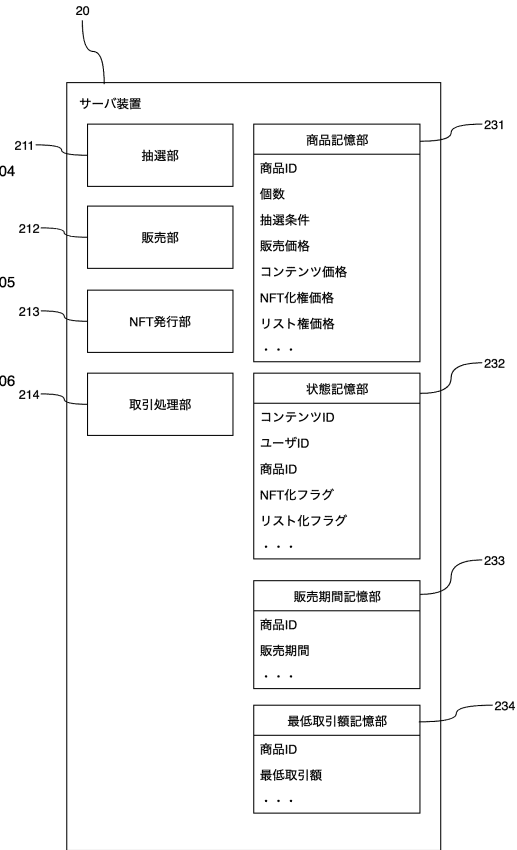 20
サーバ装置
211
04
抽選部
212
販売部
05
213
NFT発行部
06
214
取引処理部
231
商品記憶部
商品ID
個数
抽選条件
販売価格
コンテンツ価格
NFT化権価格
リスト権価格
・・・
232
状態記憶部
コンテンツID
ユーザID
商品ID
NFT化フラグ
リスト化フラグ
・・・
233
販売期間記憶部
商品ID
販売期間
・・・
234
最低取引額記憶部
商品ID
最低取引額
・・・